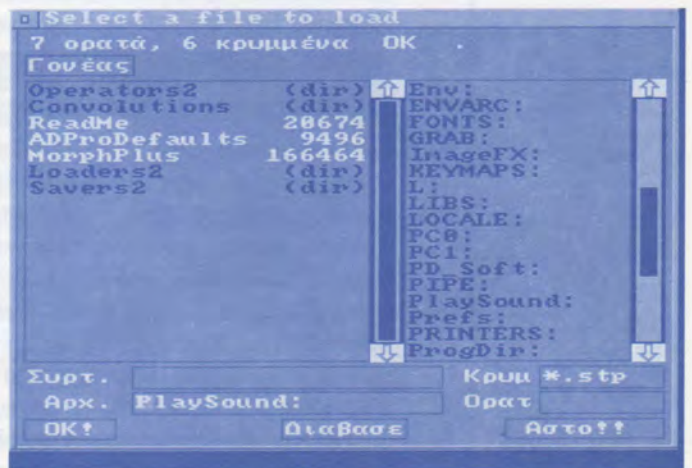 Select a file to load
7 ορατά, 6 κρυμμένα OK .
Γονέας
Operators2 (dir)
Convolutions (dir)
ReadMe 20674
ADProDefaults 9496
MorphPlus 166464
Loaders2 (dir)
Savers2 (dir)
Env:
ENVARC:
FONTS:
GRAB:
ImageFX:
KEYMAPS:
L:
LIBS:
LOCALE:
PC0:
PC1:
PD_Soft:
PIPE:
PlaySound:
Prefs:
PRINTERS:
ProgDir:
Συρτ.
Κρυμ *.stp
Αρχ. PlaySound:
Ορατ
OK!
Διαβασε
Αστο!!